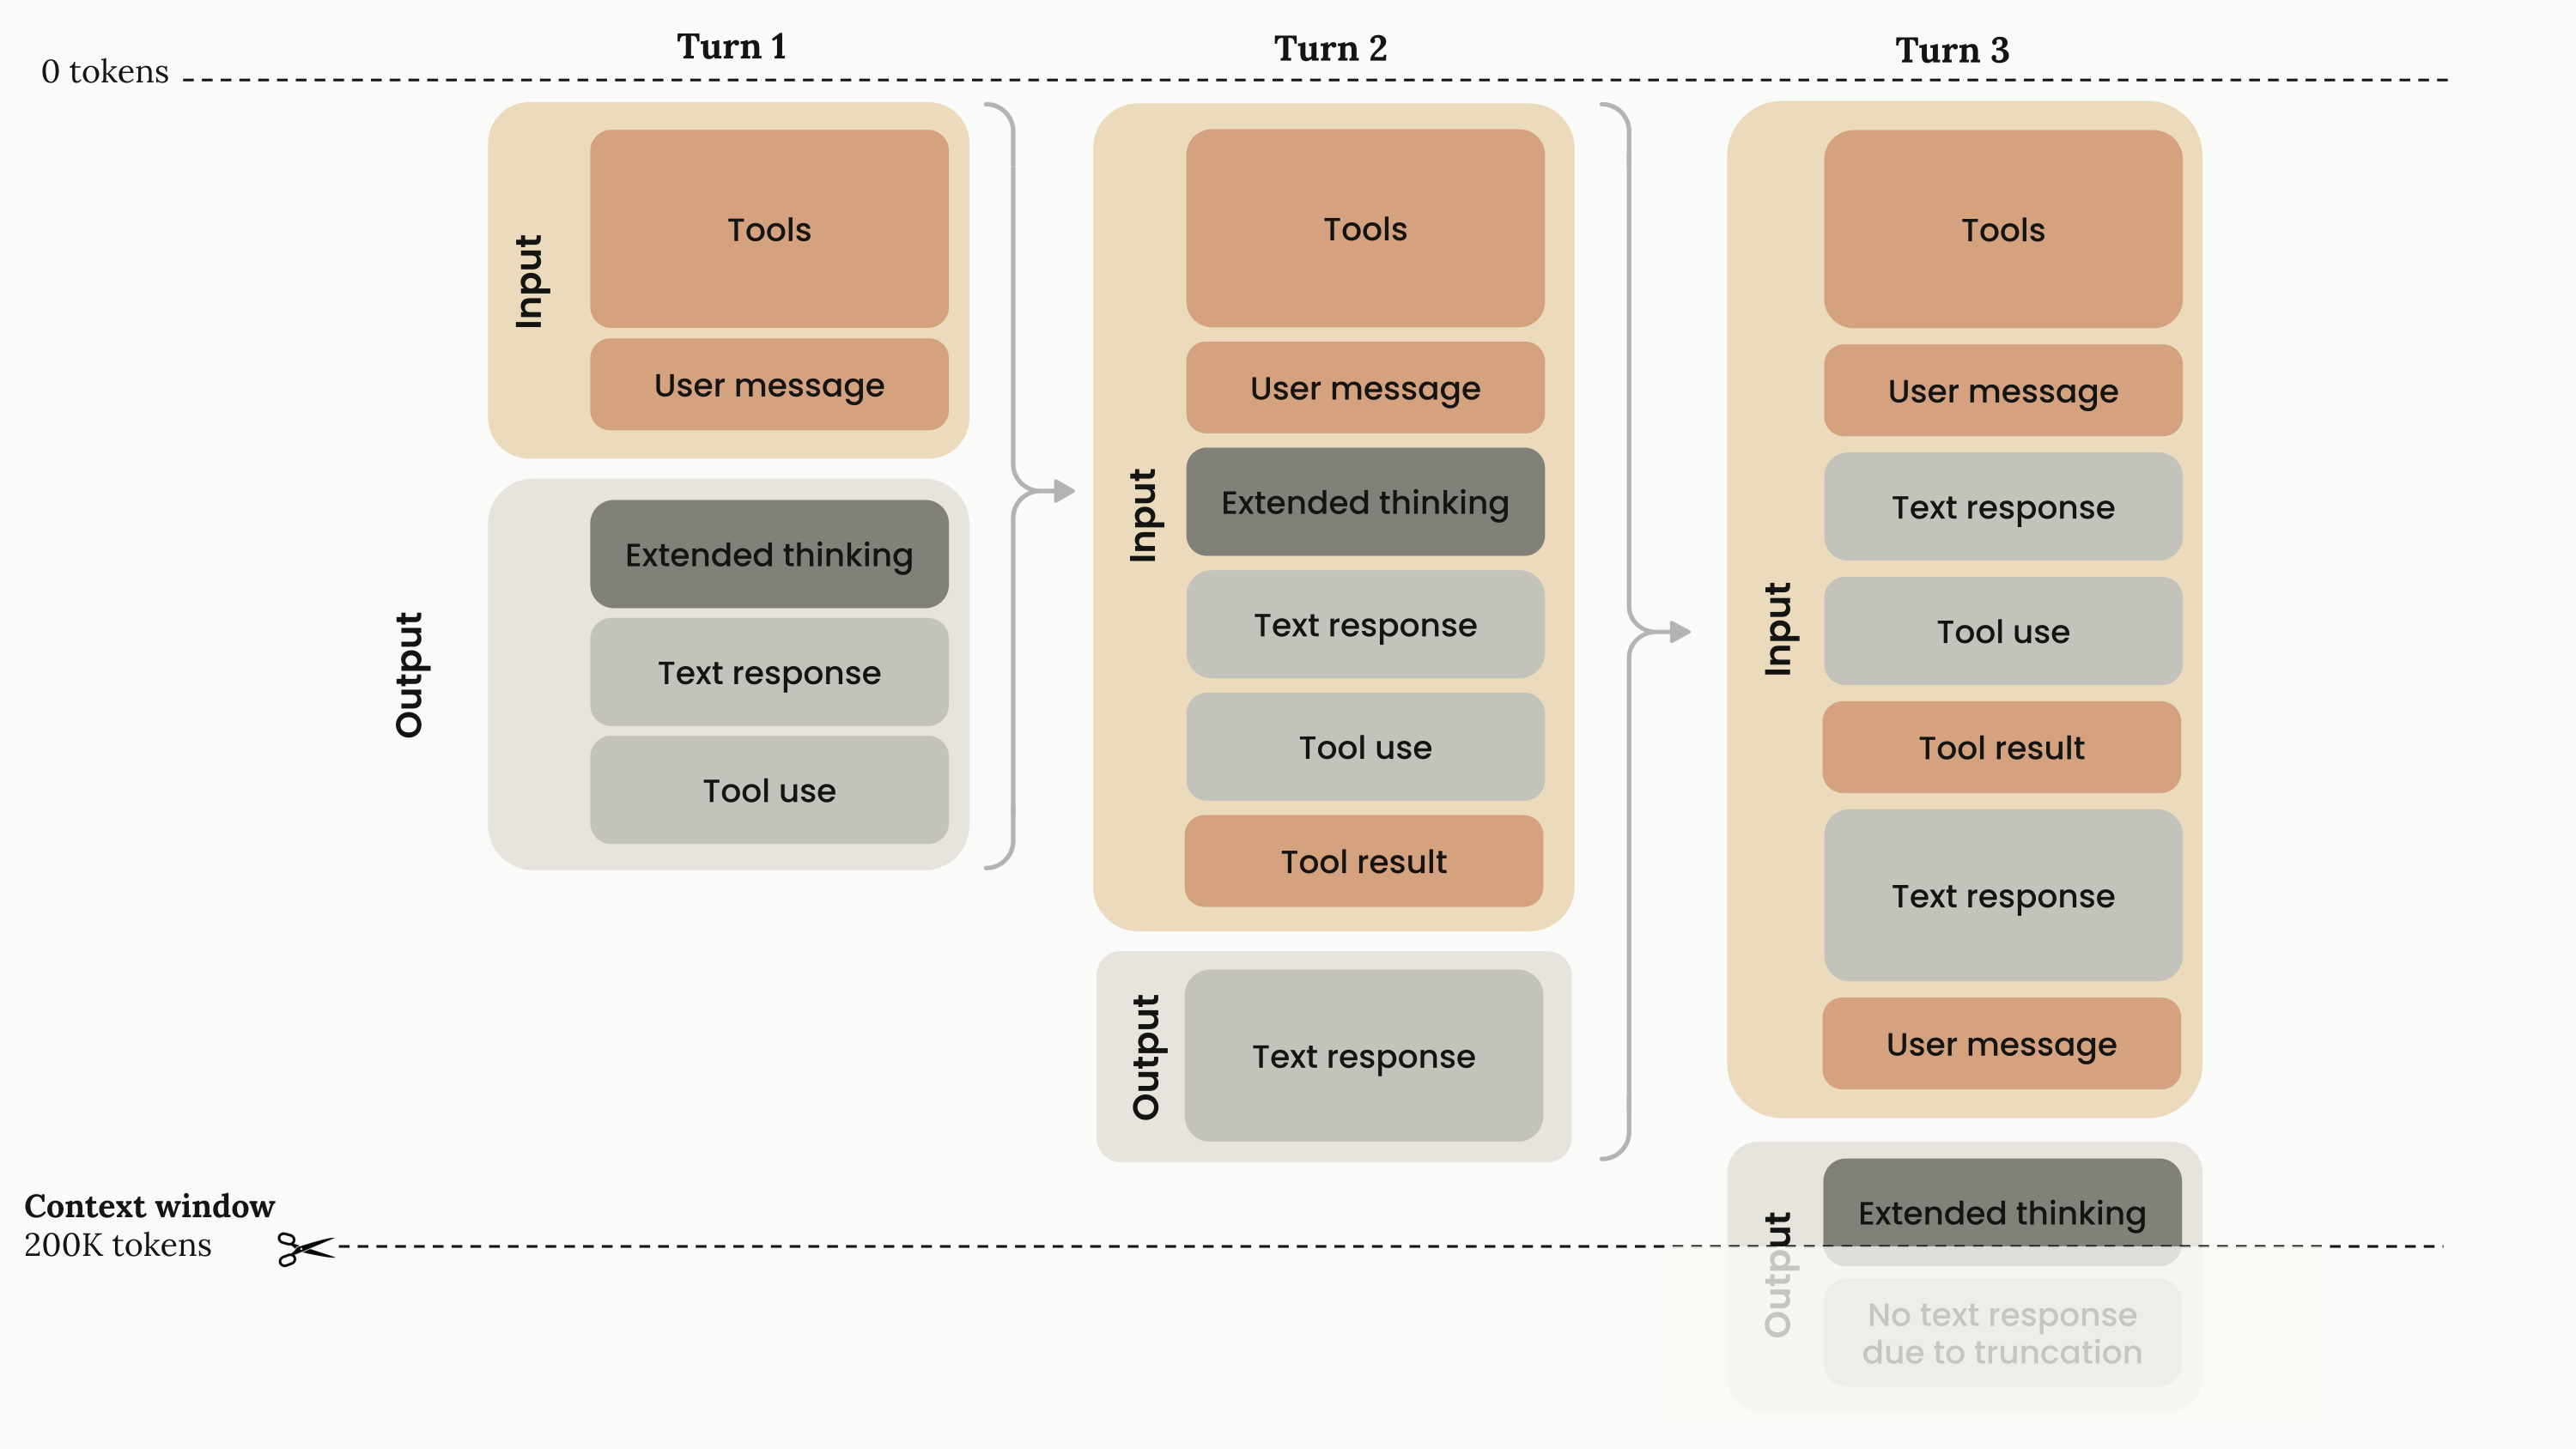 Turn 1
Turn 2
Turn 3
0 tokens
Input
Tools
User message
Output
Extended thinking
Text response
Tool use
Input
Tools
User message
Extended thinking
Text response
Tool use
Tool result
Output
Text response
Input
Tools
User message
Text response
Tool use
Tool result
Text response
User message
Output
Extended thinking
No text response
due to truncation
Context window
200K tokens